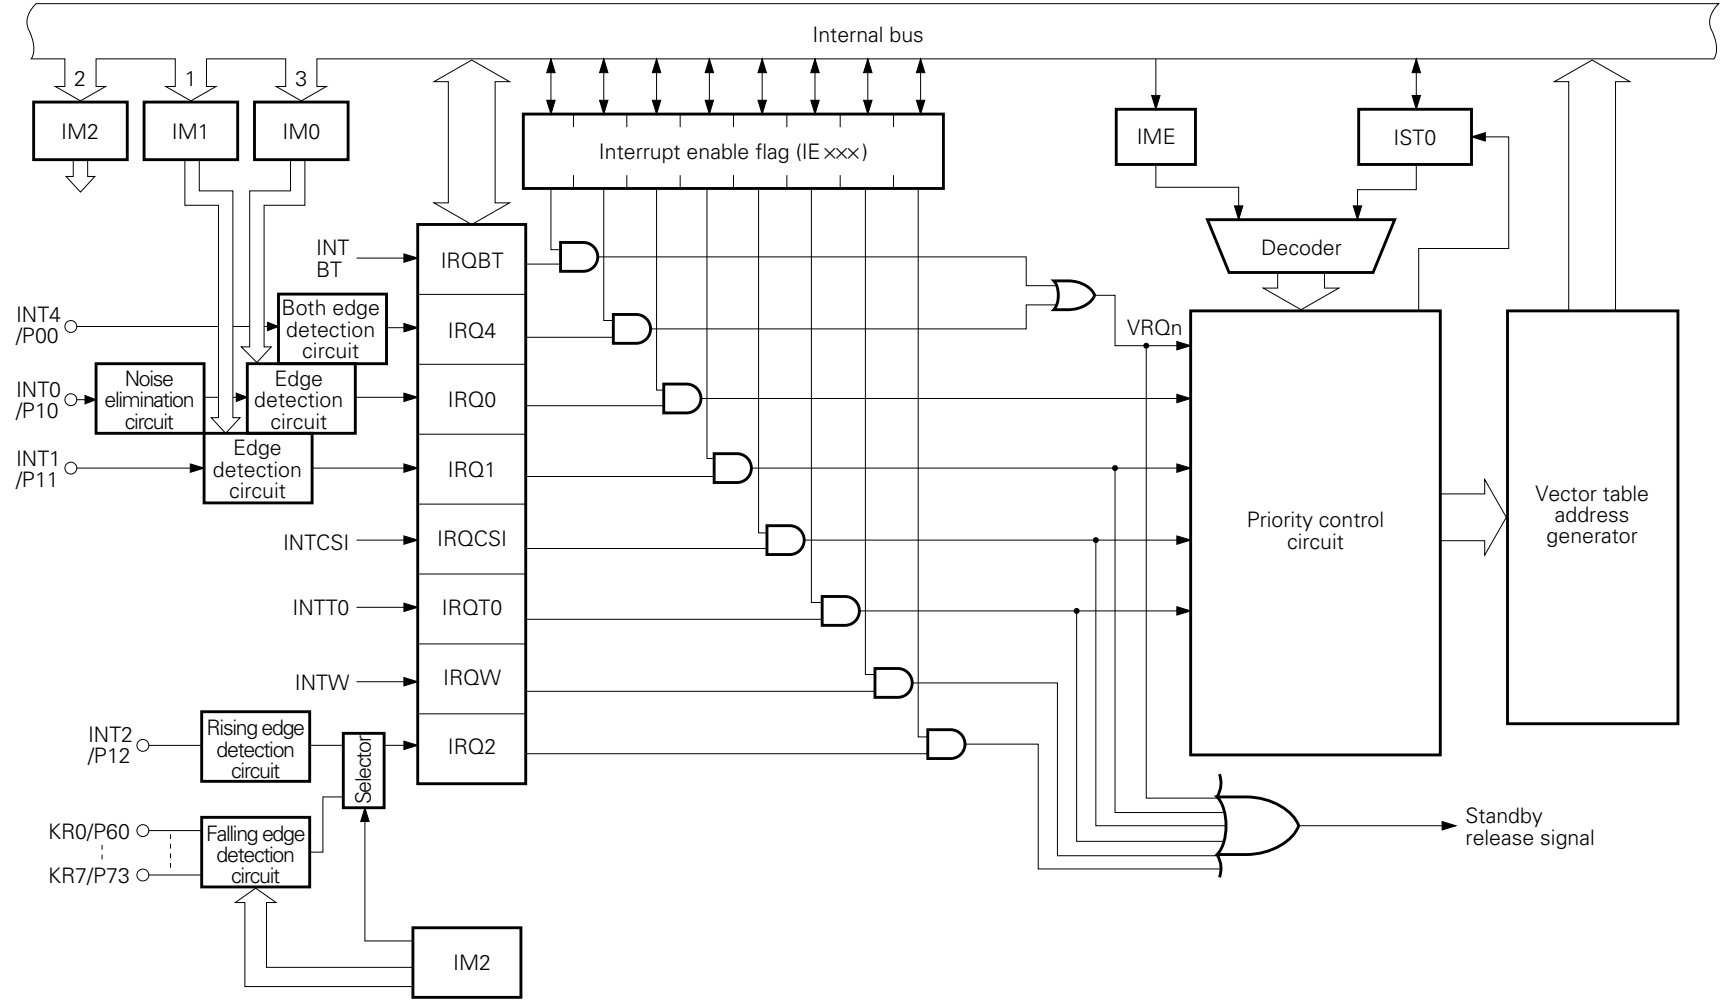 Internal bus
2
1
3
IM2
IM1
IM0
Interrupt enable flag (IE×××)
IME
IST0
Decoder
INT
BT
IRQBT
INT4
/P00
Both edge
detection
circuit
IRQ4
VRQn
INT0
/P10
Noise
elimination
circuit
Edge
detection
circuit
IRQ0
INT1
/P11
Edge
detection
circuit
IRQ1
INTCSI
IRQCSI
Priority control
circuit
Vector table
address
generator
INTT0
IRQT0
INTW
IRQW
INT2
/P12
Rising edge
detection
circuit
Selector
IRQ2
KR0/P60
KR7/P73
Falling edge
detection
circuit
Standby
release signal
IM2